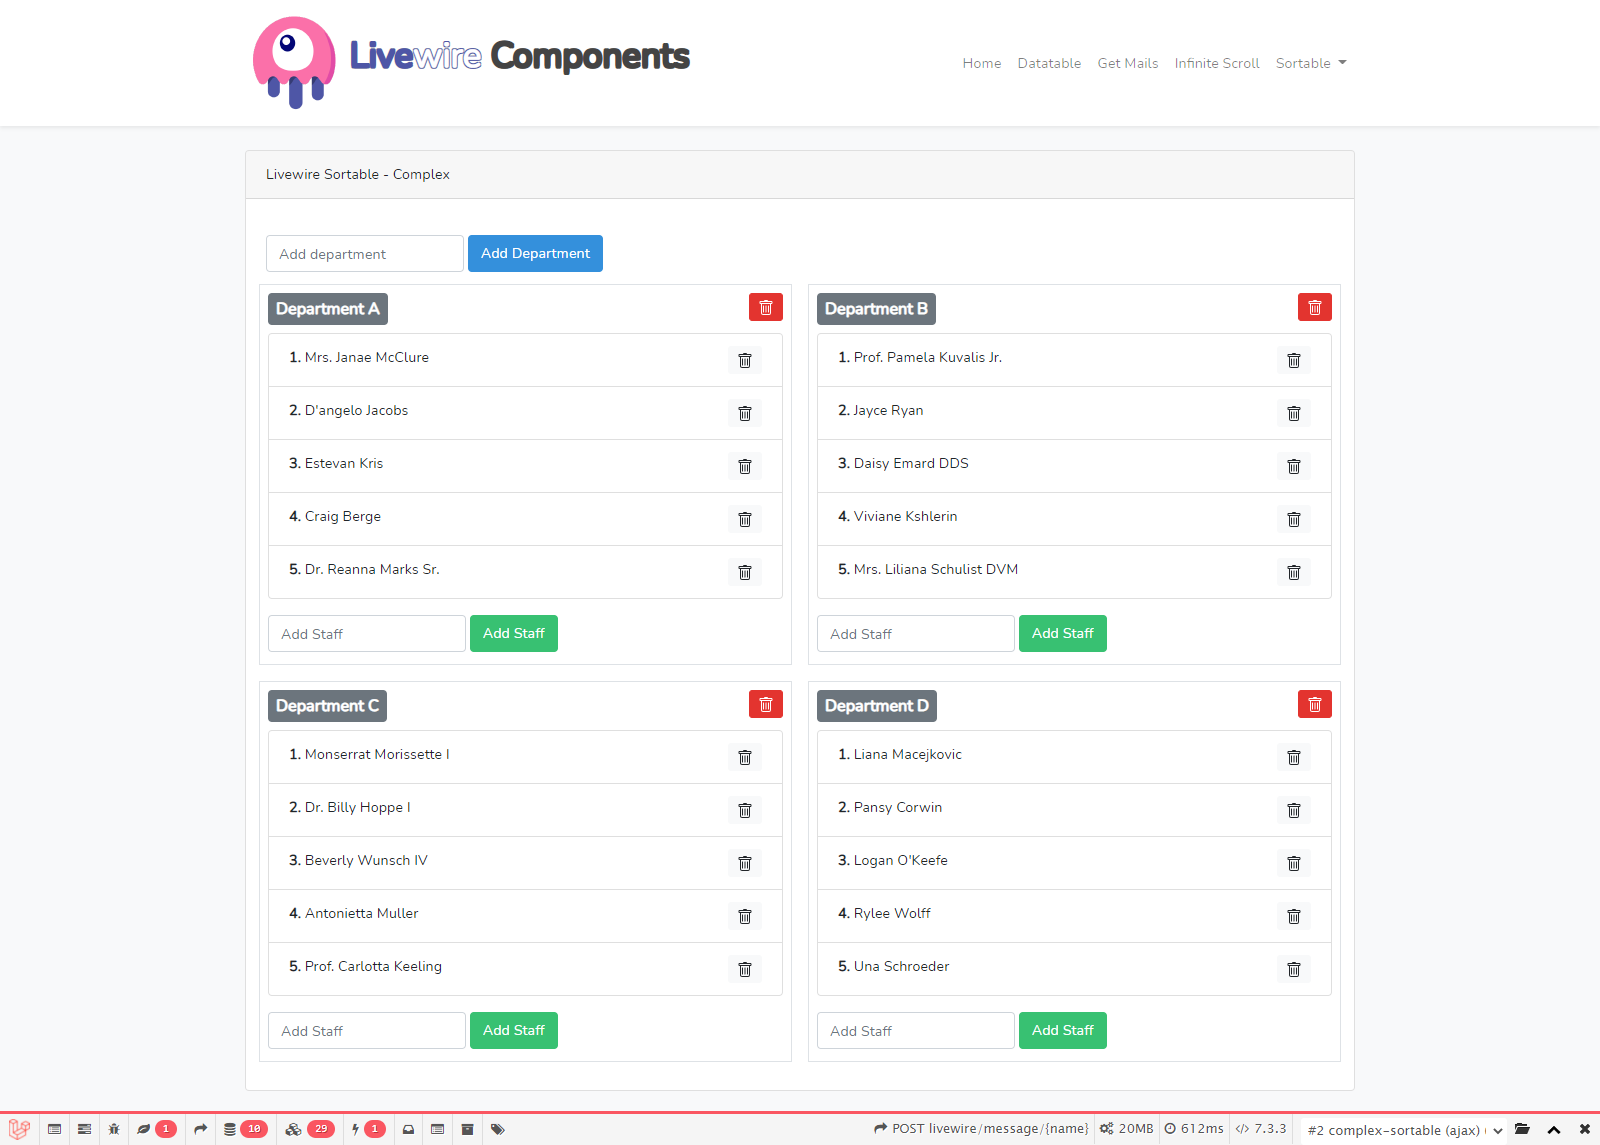 Livewire Components
Home Datatable Get Mails Infinite Scroll Sortable
Livewire Sortable - Complex
Add department Add Department
Department A
1. Mrs. Janae McClure
2. D'angelo Jacobs
3. Estevan Kris
4. Craig Berge
5. Dr. Reanna Marks Sr.
Add Staff Add Staff
Department B
1. Prof. Pamela Kuvalis Jr.
2. Jayce Ryan
3. Daisy Emard DDS
4. Viviane Kshlerin
5. Mrs. Liliana Schulist DVM
Add Staff Add Staff
Department C
1. Monserrat Morissette I
2. Dr. Billy Hoppe I
3. Beverly Wunsch IV
4. Antonietta Muller
5. Prof. Carlotta Keeling
Add Staff Add Staff
Department D
1. Liana Macejkovic
2. Pansy Corwin
3. Logan O'Keefe
4. Rylee Wolff
5. Una Schroeder
Add Staff Add Staff
1 10 29 1 POST livewire/message/{name} 20MB 612ms 7.3.3 #2 complex-sortable (ajax) (